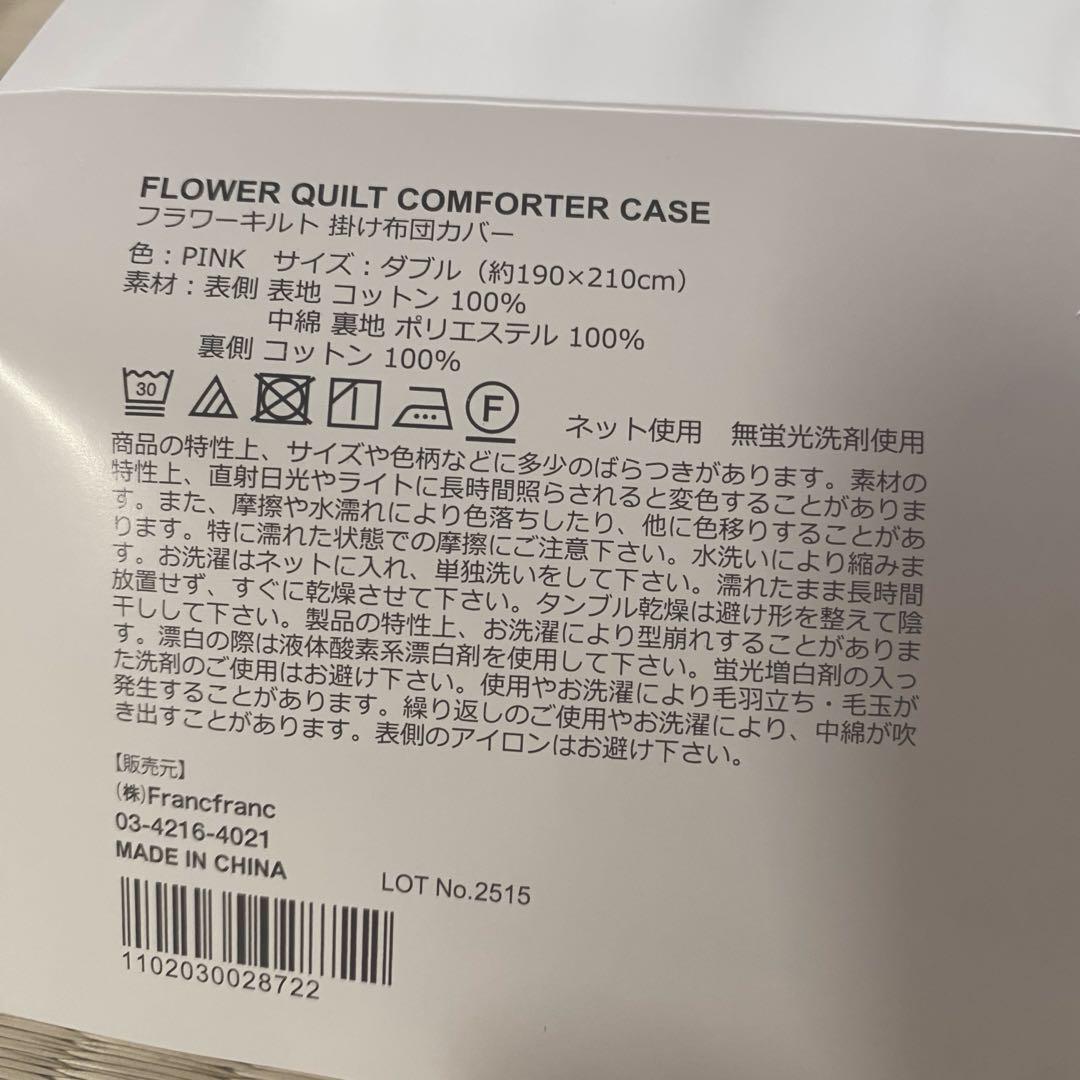 FLOWER QUILT COMFORTER CASE
フラワーキルト 掛け布団カバー
色：PINK　サイズ：ダブル（約190×210cm）
素材：表側 表地 コットン 100%
中綿 裏地 ポリエステル 100%
裏側 コットン 100%
30 F ネット使用　無蛍光洗剤使用
商品の特性上、サイズや色柄などに多少のばらつきがあります。素材の
特性上、直射日光やライトに長時間照らされると変色することがありま
す。また、摩擦や水濡れにより色落ちしたり、他に色移りすることがあ
ります。特に濡れた状態での摩擦にご注意下さい。水洗いにより縮みま
す。お洗濯はネットに入れ、単独洗いをして下さい。濡れたまま長時間
放置せず、すぐに乾燥させて下さい。タンブル乾燥は避け形を整えて陰
干しして下さい。製品の特性上、お洗濯により型崩れすることがありま
す。漂白の際は液体酸素系漂白剤を使用して下さい。蛍光増白剤の入っ
た洗剤のご使用はお避け下さい。使用やお洗濯により毛羽立ち・毛玉が
発生することがあります。繰り返しのご使用やお洗濯により、中綿が吹
き出すことがあります。表側のアイロンはお避け下さい。
【販売元】
(株)Francfranc
03-4216-4021
MADE IN CHINA
LOT No.2515
1102030028722